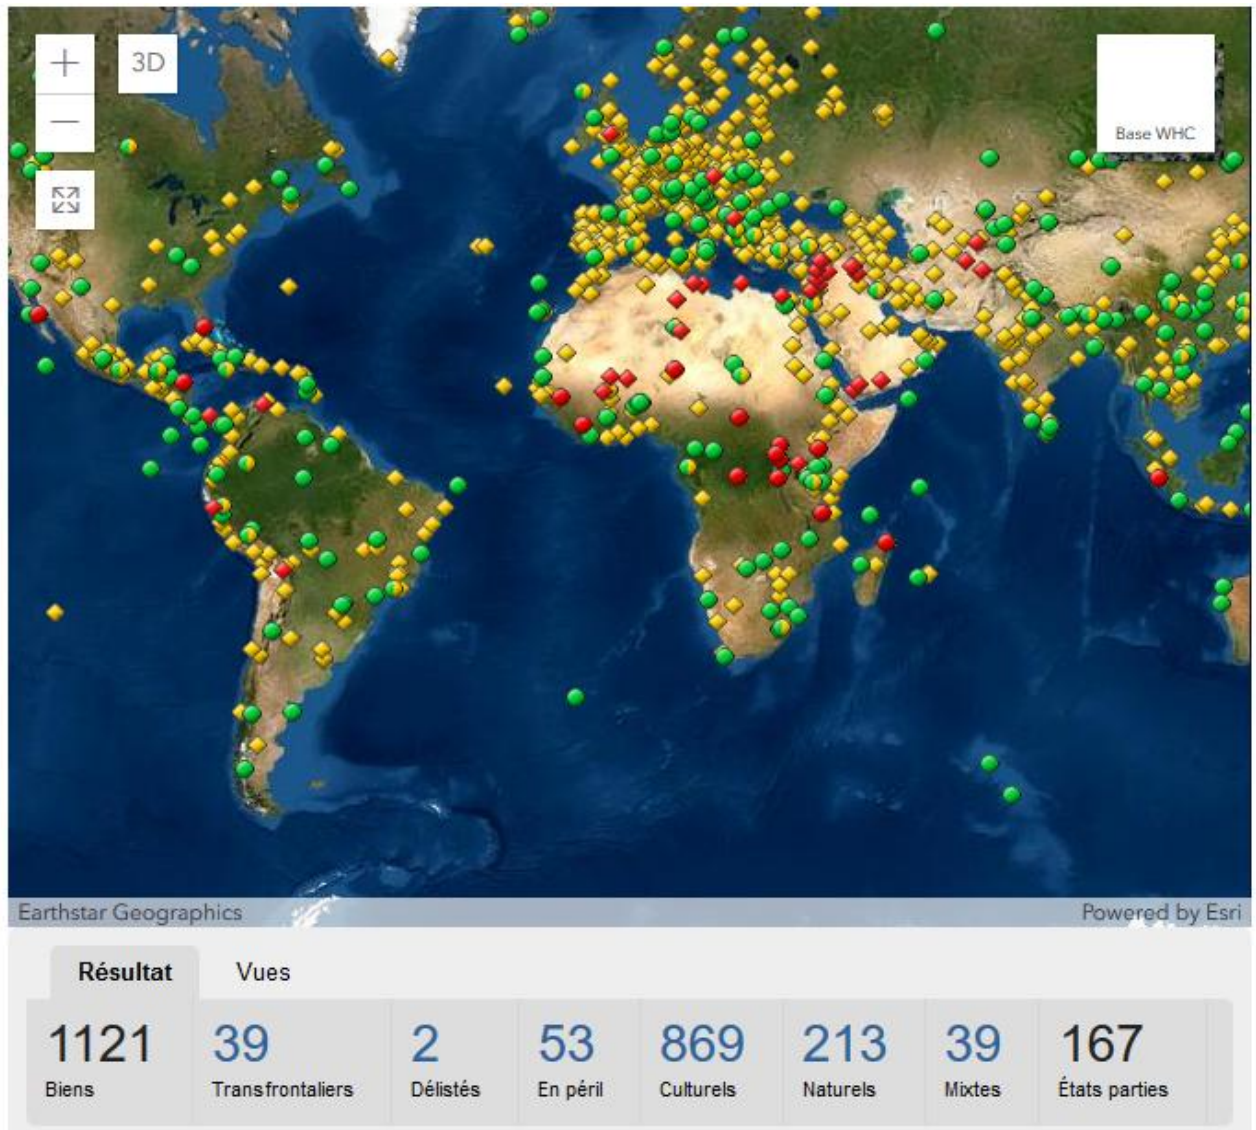 +
3D
−
Base WHC
Earthstar Geographics
Powered by Esri
Résultat
Vues
1121
39
2
53
869
213
39
167
Biens
Transfrontaliers
Délistés
En péril
Culturels
Naturels
Mixtes
États parties